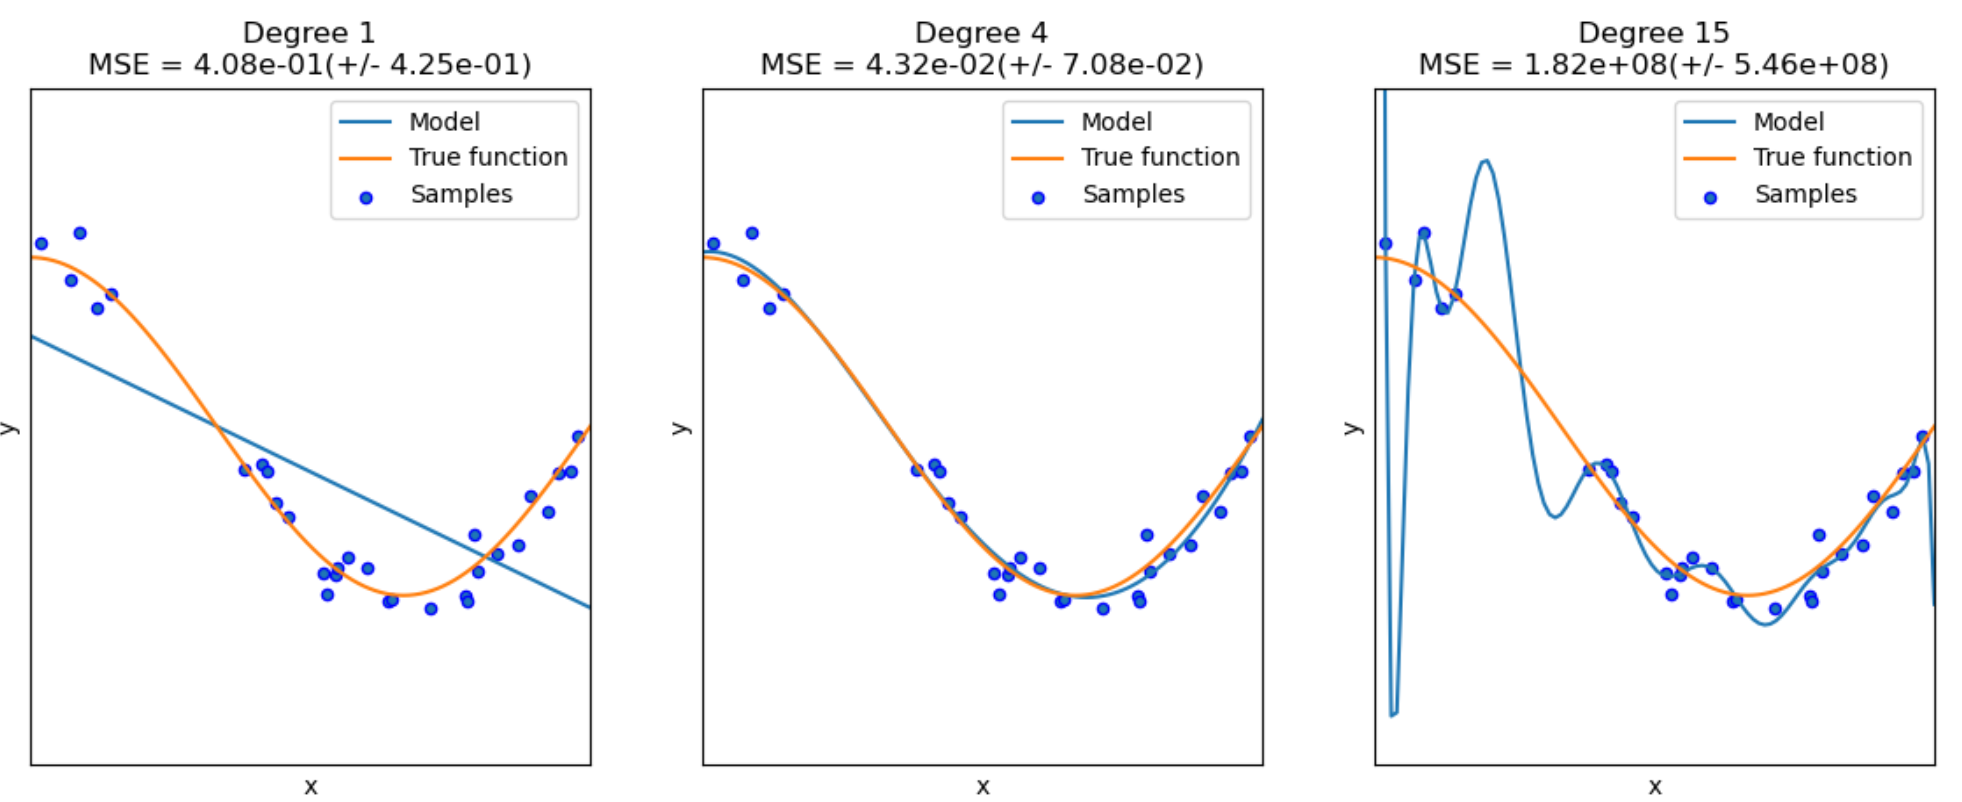 Degree 1
MSE = 4.08e-01(+/- 4.25e-01)
Model
True function
Samples
y
x
Degree 4
MSE = 4.32e-02(+/- 7.08e-02)
Model
True function
Samples
y
x
Degree 15
MSE = 1.82e+08(+/- 5.46e+08)
Model
True function
Samples
y
x